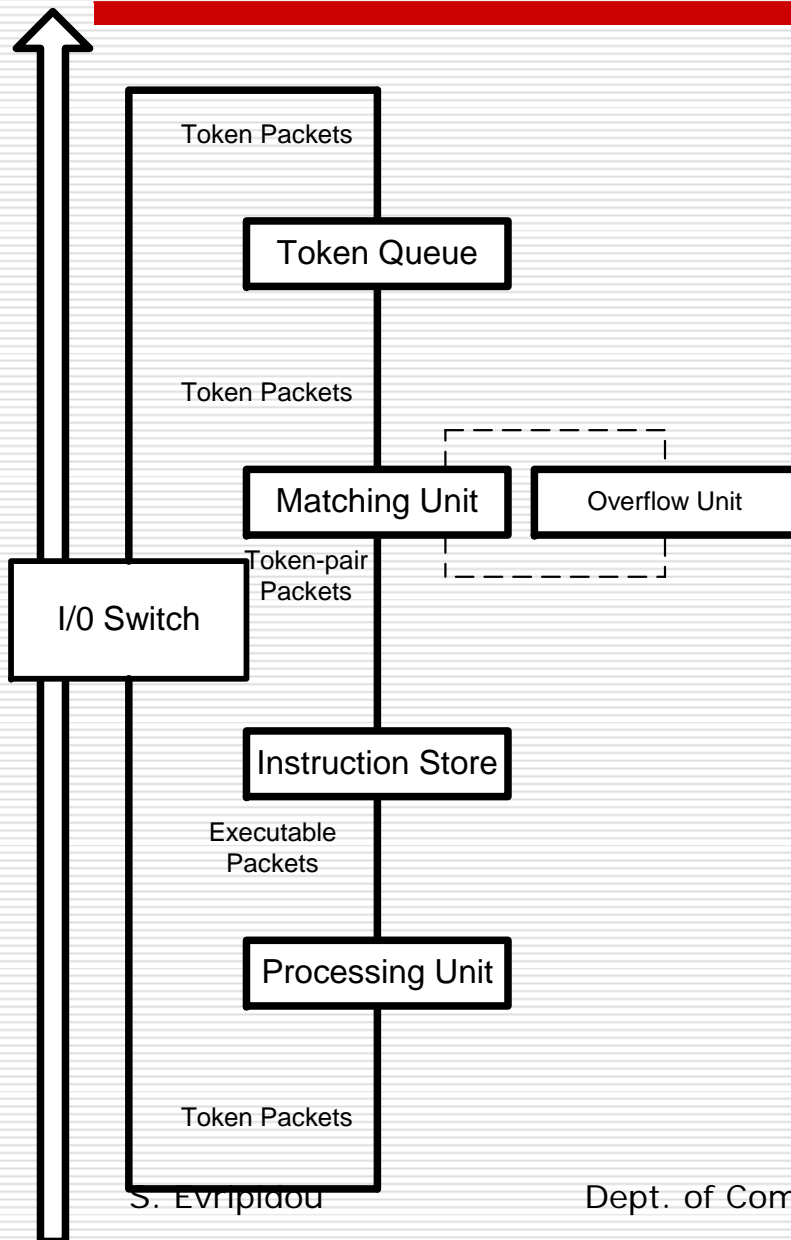 Token Packets
Token Queue
Token Packets
Matching Unit
Overflow Unit
Token-pair
Packets
I/0 Switch
Instruction Store
Executable
Packets
Processing Unit
Token Packets
S. Evripidou Dept. of Com